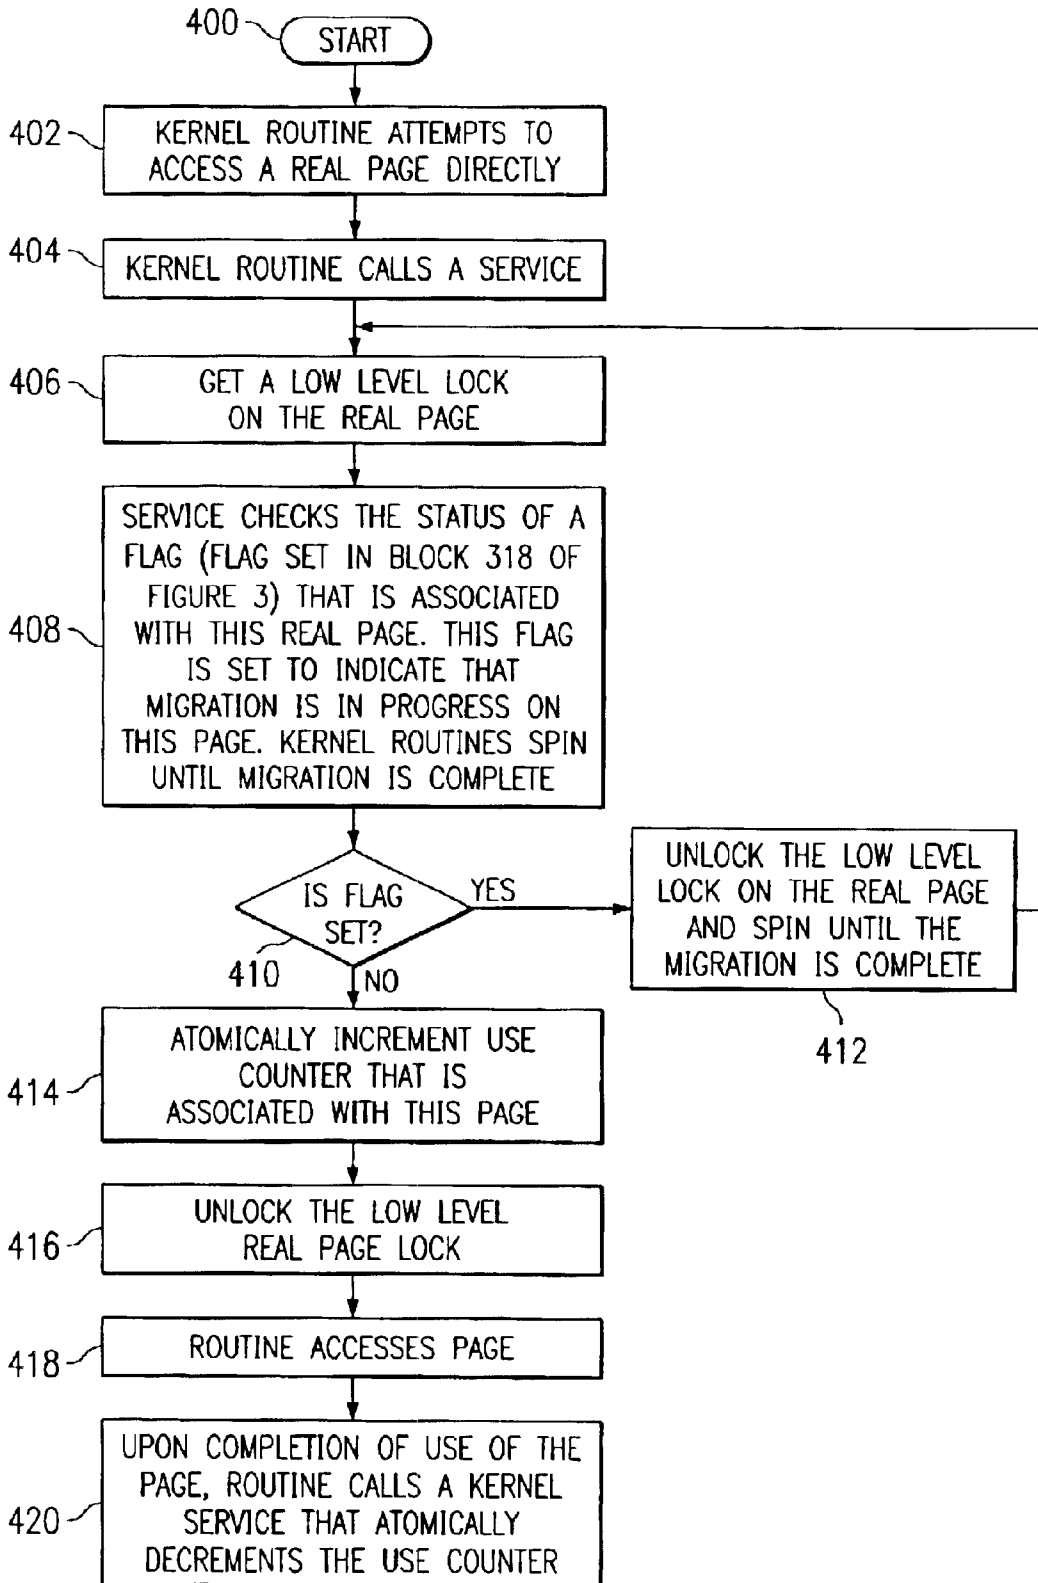 400
START
402
KERNEL ROUTINE ATTEMPTS TO
ACCESS A REAL PAGE DIRECTLY
404
KERNEL ROUTINE CALLS A SERVICE
406
GET A LOW LEVEL LOCK
ON THE REAL PAGE
408
SERVICE CHECKS THE STATUS OF A
FLAG (FLAG SET IN BLOCK 318 OF
FIGURE 3) THAT IS ASSOCIATED
WITH THIS REAL PAGE. THIS FLAG
IS SET TO INDICATE THAT
MIGRATION IS IN PROGRESS ON
THIS PAGE. KERNEL ROUTINES SPIN
UNTIL MIGRATION IS COMPLETE
IS FLAG
SET?
410
YES
NO
UNLOCK THE LOW LEVEL
LOCK ON THE REAL PAGE
AND SPIN UNTIL THE
MIGRATION IS COMPLETE
412
414
ATOMICALLY INCREMENT USE
COUNTER THAT IS
ASSOCIATED WITH THIS PAGE
416
UNLOCK THE LOW LEVEL
REAL PAGE LOCK
418
ROUTINE ACCESSES PAGE
420
UPON COMPLETION OF USE OF THE
PAGE, ROUTINE CALLS A KERNEL
SERVICE THAT ATOMICALLY
DECREMENTS THE USE COUNTER